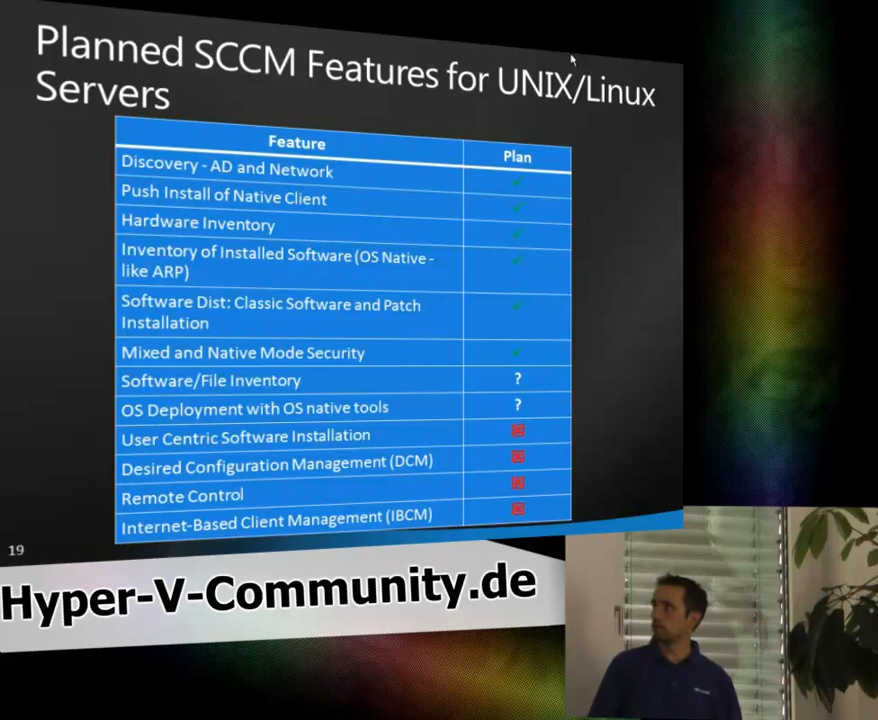 Planned SCCM Features for UNIX/Linux
Servers
Feature Plan
Discovery - AD and Network ✓
Push Install of Native Client ✓
Hardware Inventory ✓
Inventory of Installed Software (OS Native -
like ARP) ✓
Software Dist: Classic Software and Patch
Installation ✓
Mixed and Native Mode Security ✓
Software/File Inventory ?
OS Deployment with OS native tools ?
User Centric Software Installation
Desired Configuration Management (DCM)
Remote Control
Internet-Based Client Management (IBCM)
19
Hyper-V-Community.de